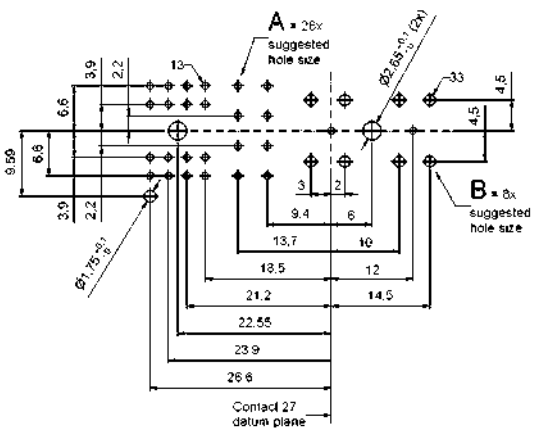 A = 26x
suggested
hole size
13
3,9
2,2
6,6
9.59
6,6
3,9
2,2
Ø1.75 +0,1 -0
Ø2.65 +0,1 -0 (2x)
33
4,5
4,5
B = 8x
suggested
hole size
3
2
9.4
6
13,7
10
18.5
12
21.2
14.5
22.55
23.9
26.6
Contact 27
datum plane